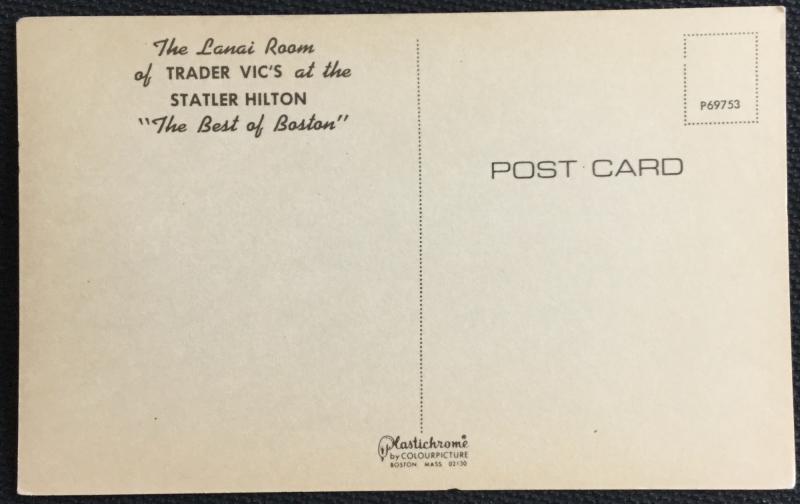 The Lanai Room
of TRADER VIC'S at the
STATLER HILTON
"The Best of Boston"
P69753
POST CARD
Plastichrome
by COLOURPICTURE
BOSTON MASS 02130